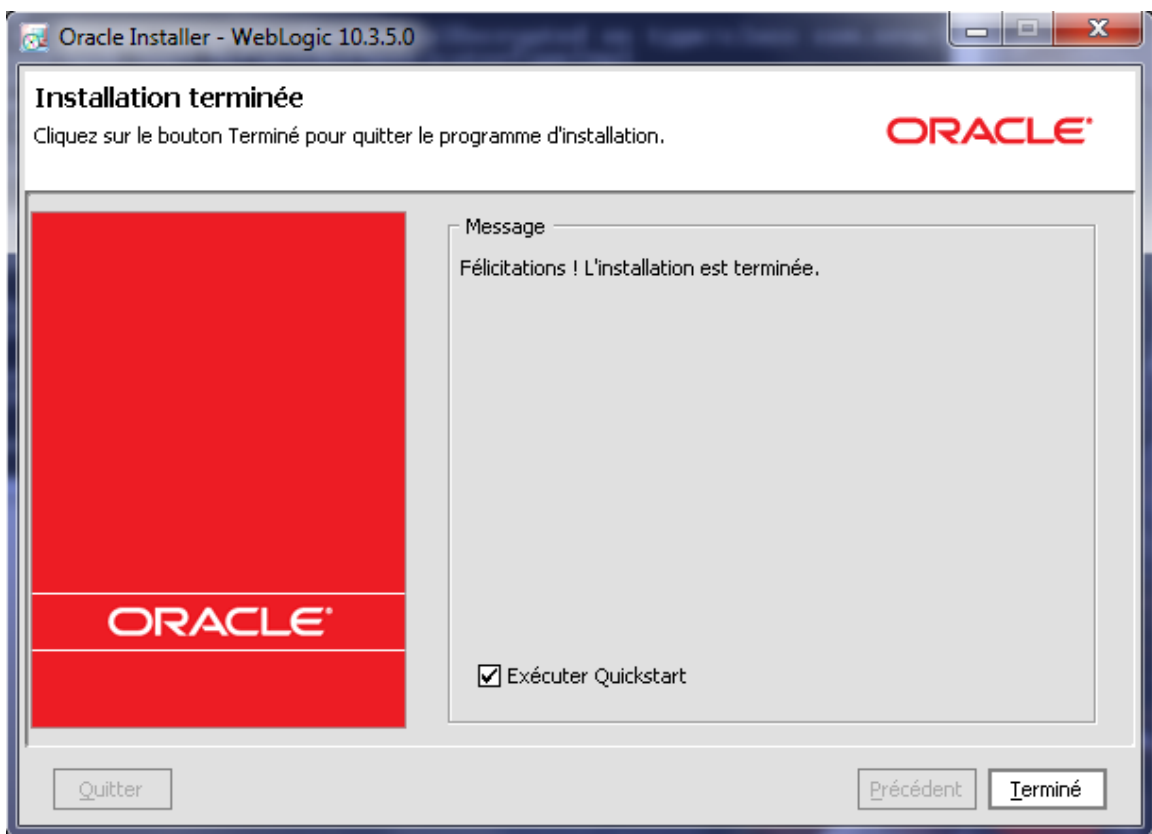 Oracle Installer - WebLogic 10.3.5.0
Installation terminée
Cliquez sur le bouton Terminé pour quitter le programme d'installation.
ORACLE
Message
Félicitations ! L'installation est terminée.
ORACLE
Exécuter Quickstart
Quitter
Précédent
Terminé